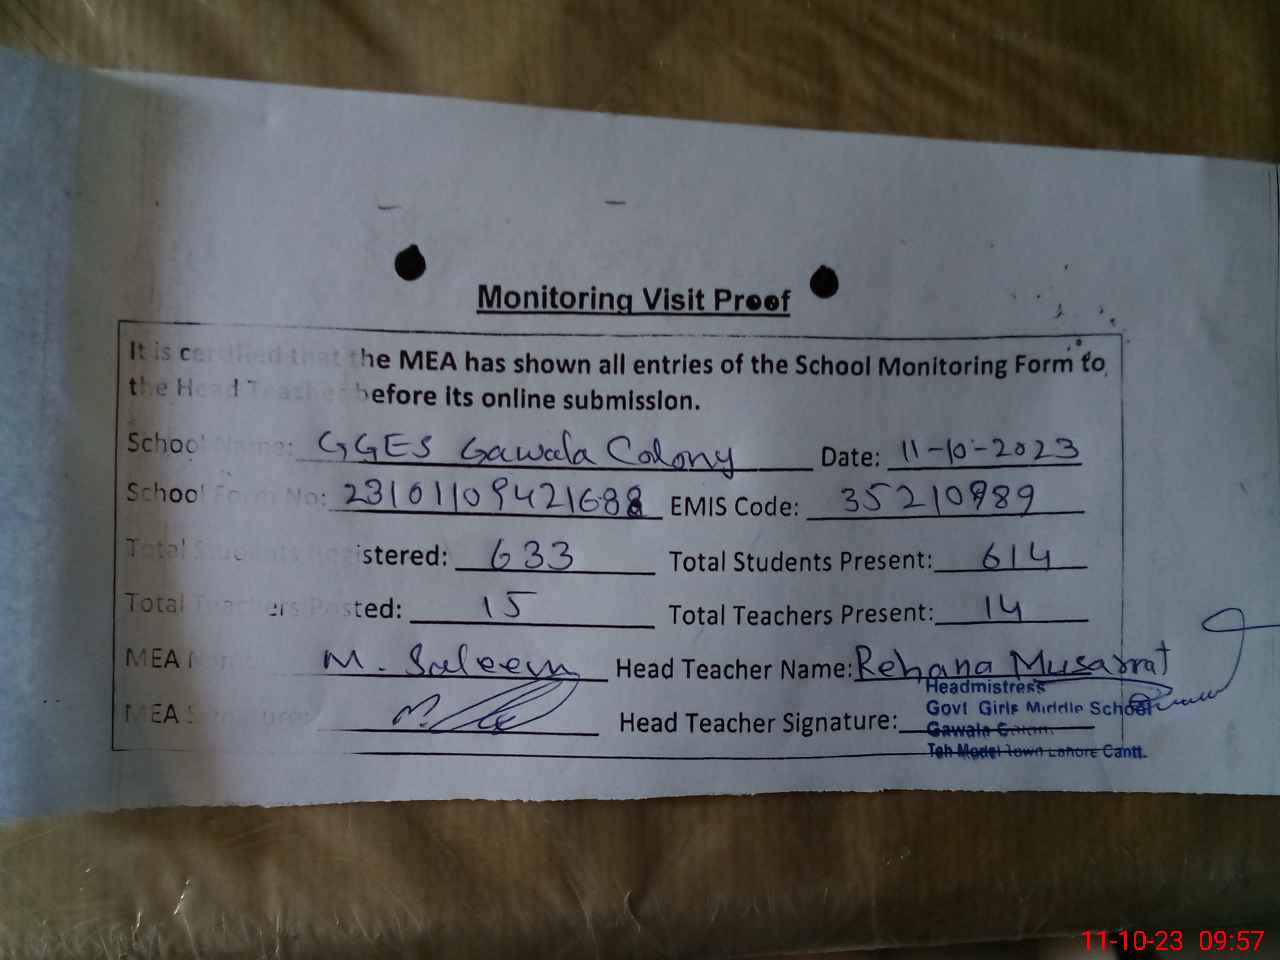 Monitoring Visit Proof
It is certified that the MEA has shown all entries of the School Monitoring Form to
the Head Teacher before its online submission.
School Name: GGES Gawala Colony Date: 11-10-2023
School Form No: 23101109421688 EMIS Code: 35210989
Total Students Registered: 633 Total Students Present: 614
Total Teachers Posted: 15 Total Teachers Present: 14
MEA Name: M. Saleem Head Teacher Name: Rehana Musarrat
MEA Signature: Head Teacher Signature:
Headmistress
Govt Girls Middle School
Gawala
Teh Model Town Lahore Cantt.
11-10-23 09:57